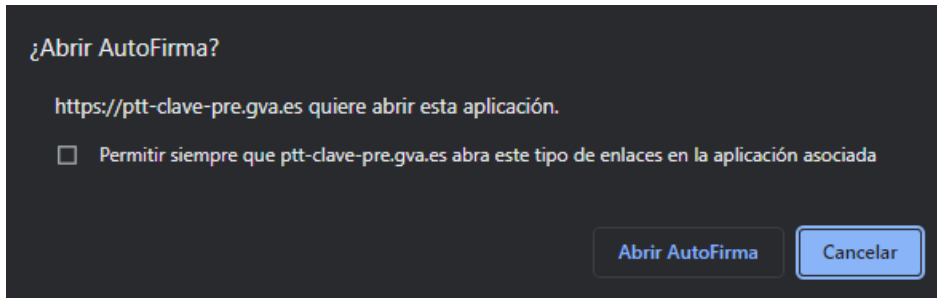 ¿Abrir AutoFirma?
https://ptt-clave-pre.gva.es quiere abrir esta aplicación.
Permitir siempre que ptt-clave-pre.gva.es abra este tipo de enlaces en la aplicación asociada
Abrir AutoFirma
Cancelar